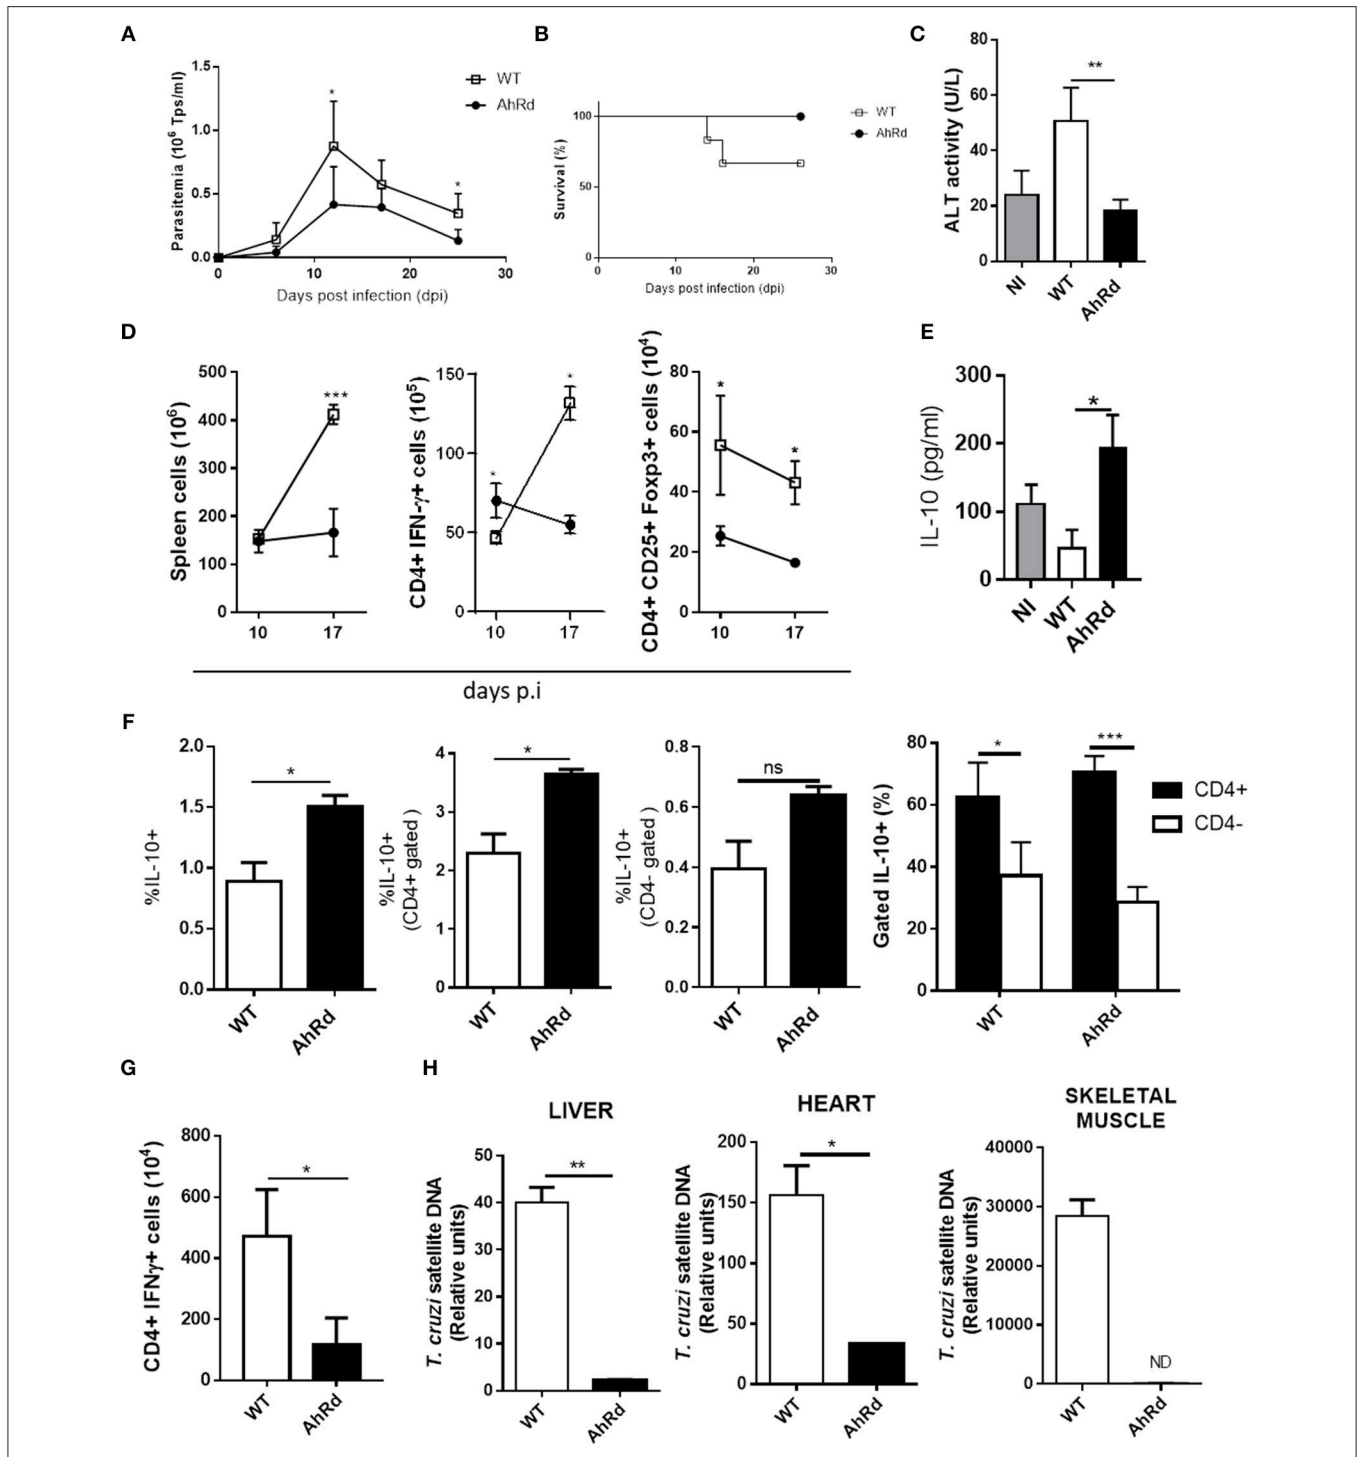 A
Parasitemia (10⁶ Tps/ml)
1.5
1.0
0.5
0.0
0 10 20 30
Days post infection (dpi)
*
*
WT
AhRd
B
Survival (%)
100
50
0
0 10 20 30
Days post infection (dpi)
WT
AhRd
C
ALT activity (U/L)
80
60
40
20
0
**
NI WT AhRd
D
Spleen cells (10⁶)
500
400
300
200
100
0
***
10 17
CD4+ IFN-γ+ cells (10⁵)
150
100
50
0
*
*
10 17
CD4+ CD25+ Foxp3+ cells (10⁴)
80
60
40
20
0
*
*
10 17
days p.i
E
IL-10 (pg/ml)
300
200
100
0
*
NI WT AhRd
F
%IL-10+
2.0
1.5
1.0
0.5
0.0
*
WT AhRd
%IL-10+
(CD4+ gated )
4
3
2
1
0
*
WT AhRd
%IL-10+
(CD4- gated )
0.8
0.6
0.4
0.2
0.0
ns
WT AhRd
Gated IL-10+ (%)
80
60
40
20
0
*
***
WT AhRd
CD4+
CD4-
G
CD4+ IFNγ+ cells (10⁴)
800
600
400
200
0
*
WT AhRd
H
LIVER
T. cruzi satellite DNA
(Relative units)
50
40
30
20
10
0
**
WT AhRd
HEART
T. cruzi satellite DNA
(Relative units)
200
150
100
50
0
*
WT AhRd
SKELETAL
MUSCLE
T. cruzi satellite DNA
(Relative units)
40000
30000
20000
10000
0
ND
WT AhRd